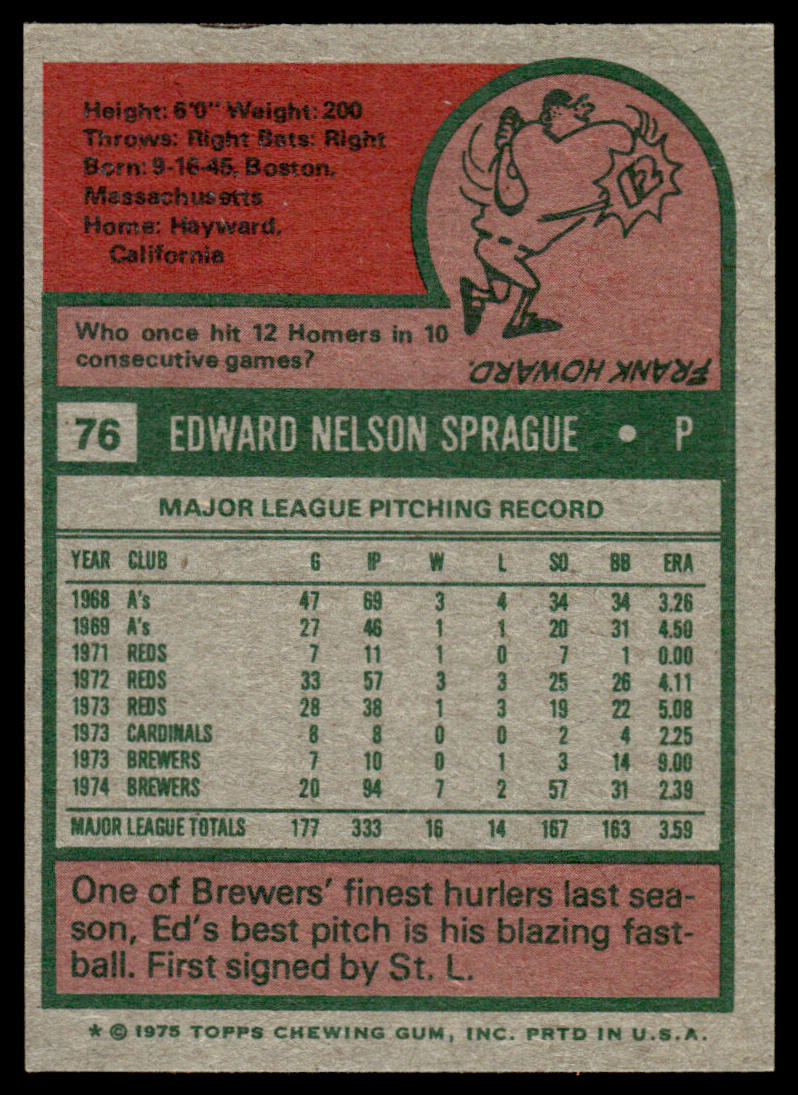 Height: 6'0" Weight: 200
Throws: Right Bats: Right
Born: 9-16-45, Boston,
Massachusetts
Home: Hayward,
California
12
Who once hit 12 Homers in 10
consecutive games?
FRANK HOWARD.
76 EDWARD NELSON SPRAGUE • P
MAJOR LEAGUE PITCHING RECORD
YEAR CLUB G IP W L SO BB ERA
1968 A's 47 69 3 4 34 34 3.26
1969 A's 27 46 1 1 20 31 4.50
1971 REDS 7 11 1 0 7 1 0.00
1972 REDS 33 57 3 3 25 26 4.11
1973 REDS 28 38 1 3 19 22 5.08
1973 CARDINALS 8 8 0 0 2 4 2.25
1973 BREWERS 7 10 0 1 3 14 9.00
1974 BREWERS 20 94 7 2 57 31 2.39
MAJOR LEAGUE TOTALS 177 333 16 14 167 163 3.59
One of Brewers' finest hurlers last sea-
son, Ed's best pitch is his blazing fast-
ball. First signed by St. L.
* © 1975 TOPPS CHEWING GUM, INC. PRTD IN U.S.A.